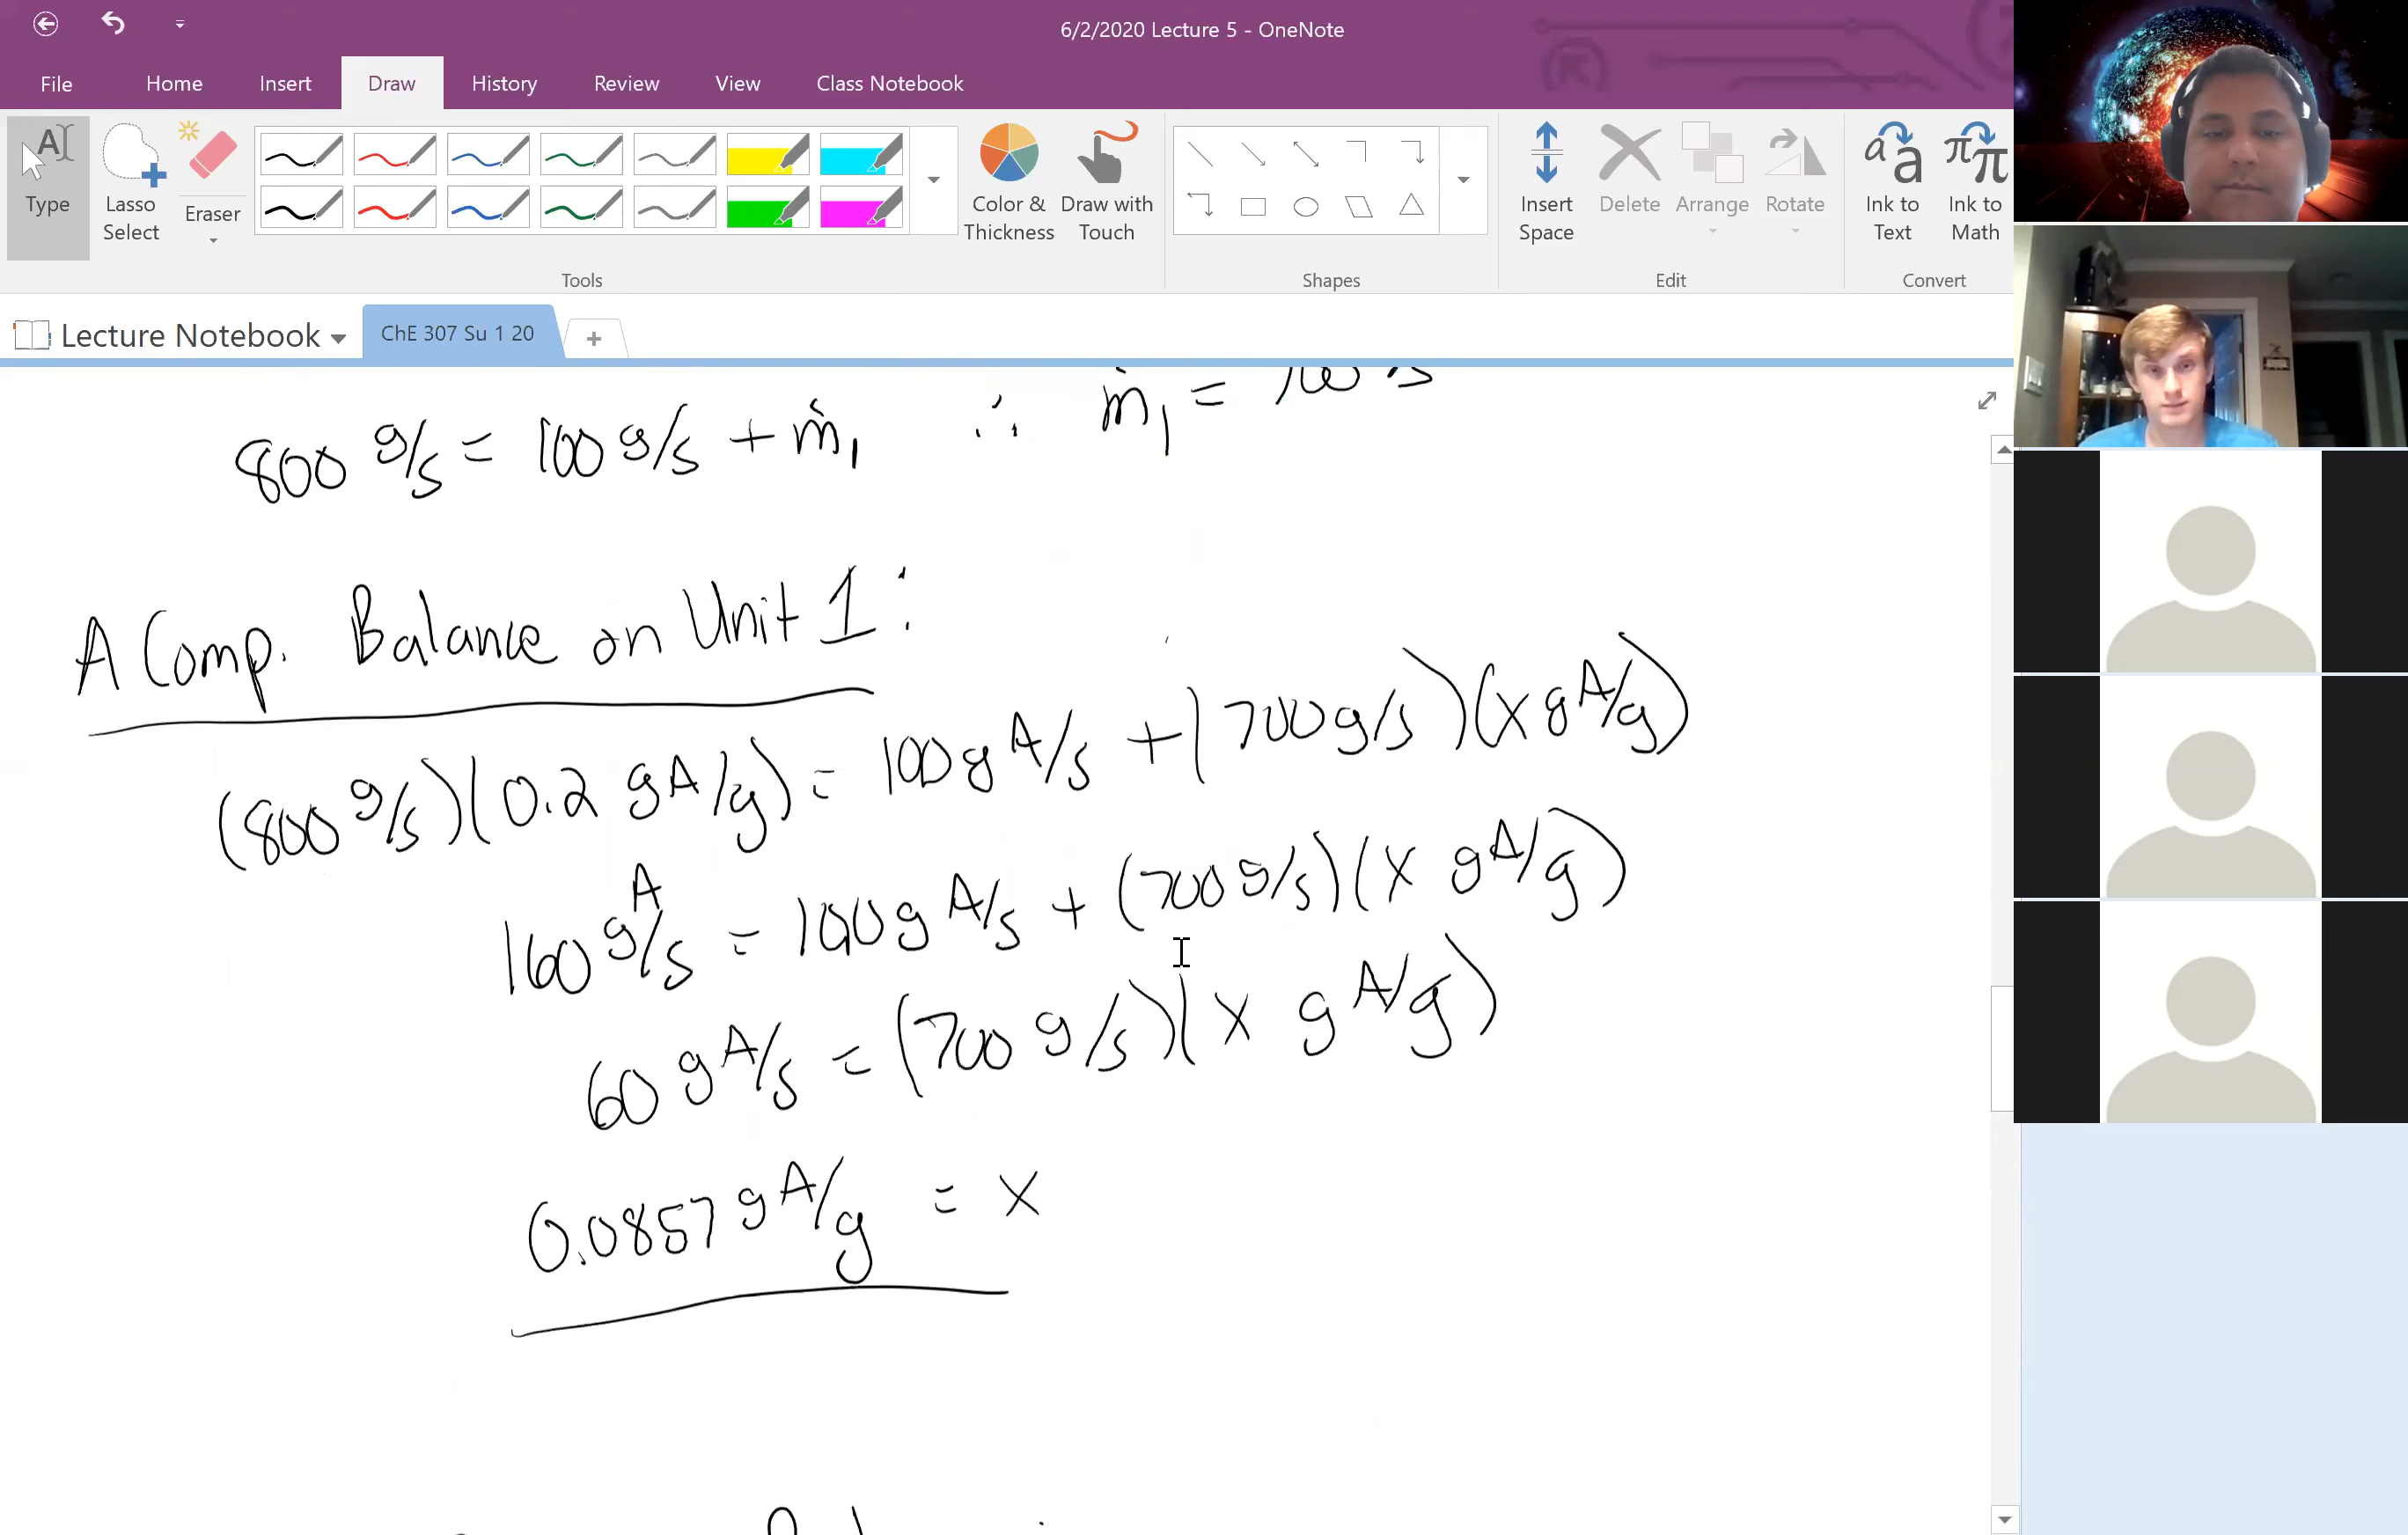 6/2/2020 Lecture 5 - OneNote
File Home Insert Draw History Review View Class Notebook
Type
Lasso Select
Eraser
Color & Thickness
Draw with Touch
Insert Space
Delete
Arrange
Rotate
Ink to Text
Ink to Math
Tools Shapes Edit Convert
Lecture Notebook ChE 307 Su 1 20 +
800 g/s = 100 g/s + ṁ₁ ∴ ṁ₁ =
A Comp. Balance on Unit 1:
(800 g/s)(0.2 gA/g) = 100 g A/s + (700 g/s)(x gA/g)
160 gA/s = 100 g A/s + (700 g/s)(x gA/g)
60 gA/s = (700 g/s)(x gA/g)
0.0857 gA/g = x